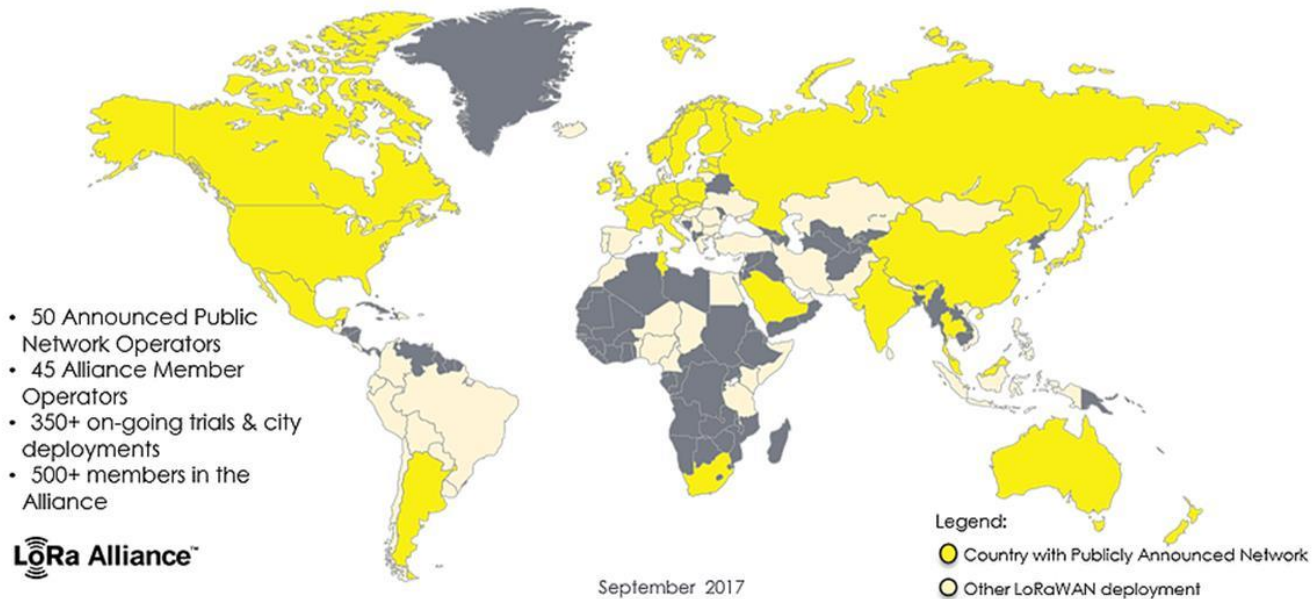 • 50 Announced Public
Network Operators
• 45 Alliance Member
Operators
• 350+ on-going trials & city
deployments
• 500+ members in the
Alliance
LoRa Alliance™
September 2017
Legend:
Country with Publicly Announced Network
Other LoRaWAN deployment